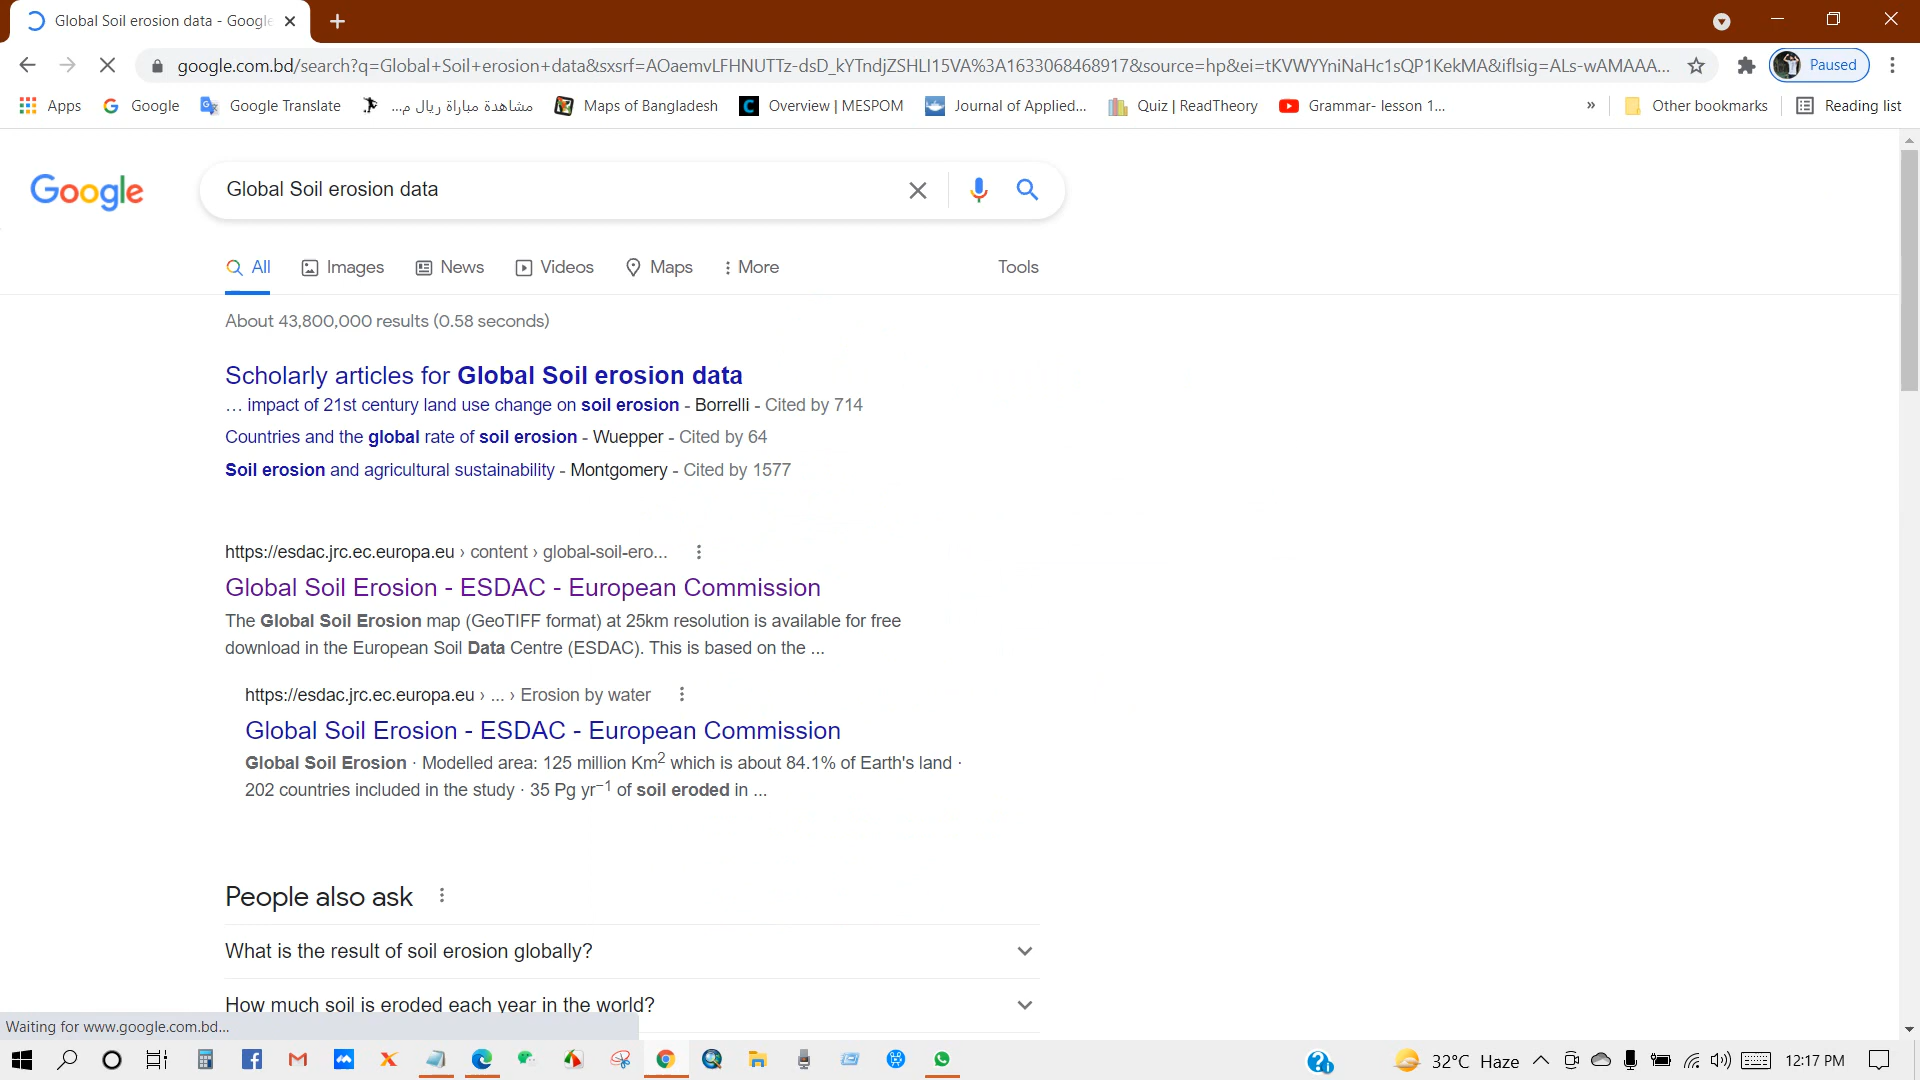 Global Soil erosion data - Google
google.com.bd/search?q=Global+Soil+erosion+data&sxsrf=AOaemvLFHNUTTz-dsD_kYTndjZSHLI15VA%3A1633068468917&source=hp&ei=tKVWYYniNaHc1sQP1KekMA&iflsig=ALs-wAMAAA...
Paused
Apps
Google
Google Translate
مشاهدة مباراة ريال م...
Maps of Bangladesh
Overview | MESPOM
Journal of Applied...
Quiz | ReadTheory
Grammar- lesson 1...
»
Other bookmarks
Reading list
Google
Global Soil erosion data
All
Images
News
Videos
Maps
More
Tools
About 43,800,000 results (0.58 seconds)
Scholarly articles for Global Soil erosion data
… impact of 21st century land use change on soil erosion - Borrelli - Cited by 714
Countries and the global rate of soil erosion - Wuepper - Cited by 64
Soil erosion and agricultural sustainability - Montgomery - Cited by 1577
https://esdac.jrc.ec.europa.eu › content › global-soil-ero...
Global Soil Erosion - ESDAC - European Commission
The Global Soil Erosion map (GeoTIFF format) at 25km resolution is available for free
download in the European Soil Data Centre (ESDAC). This is based on the ...
https://esdac.jrc.ec.europa.eu › ... › Erosion by water
Global Soil Erosion - ESDAC - European Commission
Global Soil Erosion · Modelled area: 125 million Km² which is about 84.1% of Earth's land ·
202 countries included in the study · 35 Pg yr⁻¹ of soil eroded in ...
People also ask
What is the result of soil erosion globally?
How much soil is eroded each year in the world?
Waiting for www.google.com.bd...
32°C Haze
12:17 PM